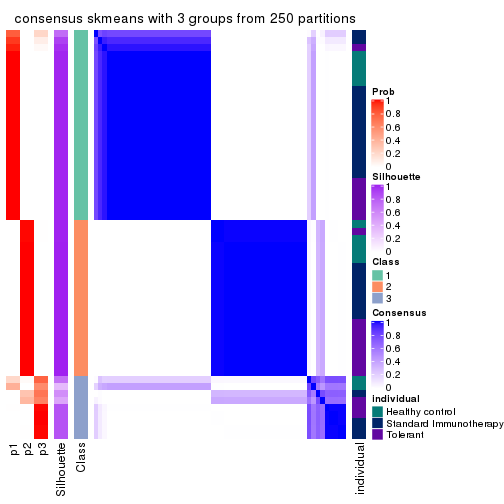 consensus skmeans with 3 groups from 250 partitions
Prob
1
0.8
0.6
0.4
0.2
0
Silhouette
1
0.8
0.6
0.4
0.2
0
Class
1
2
3
Consensus
1
0.8
0.6
0.4
0.2
0
individual
Healthy control
Standard Immunotherapy
Tolerant
p1
p2
p3
Silhouette
Class
individual